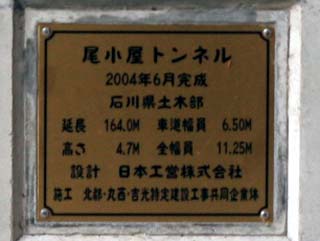 尾小屋トンネル
2004年6月完成
石川県土木部
延長 164.0M 車道幅員 6.50M
高さ 4.7M 全幅員 11.25M
設計 日本工営株式会社
施工 北都・丸西・吉光特定建設工事共同企業体